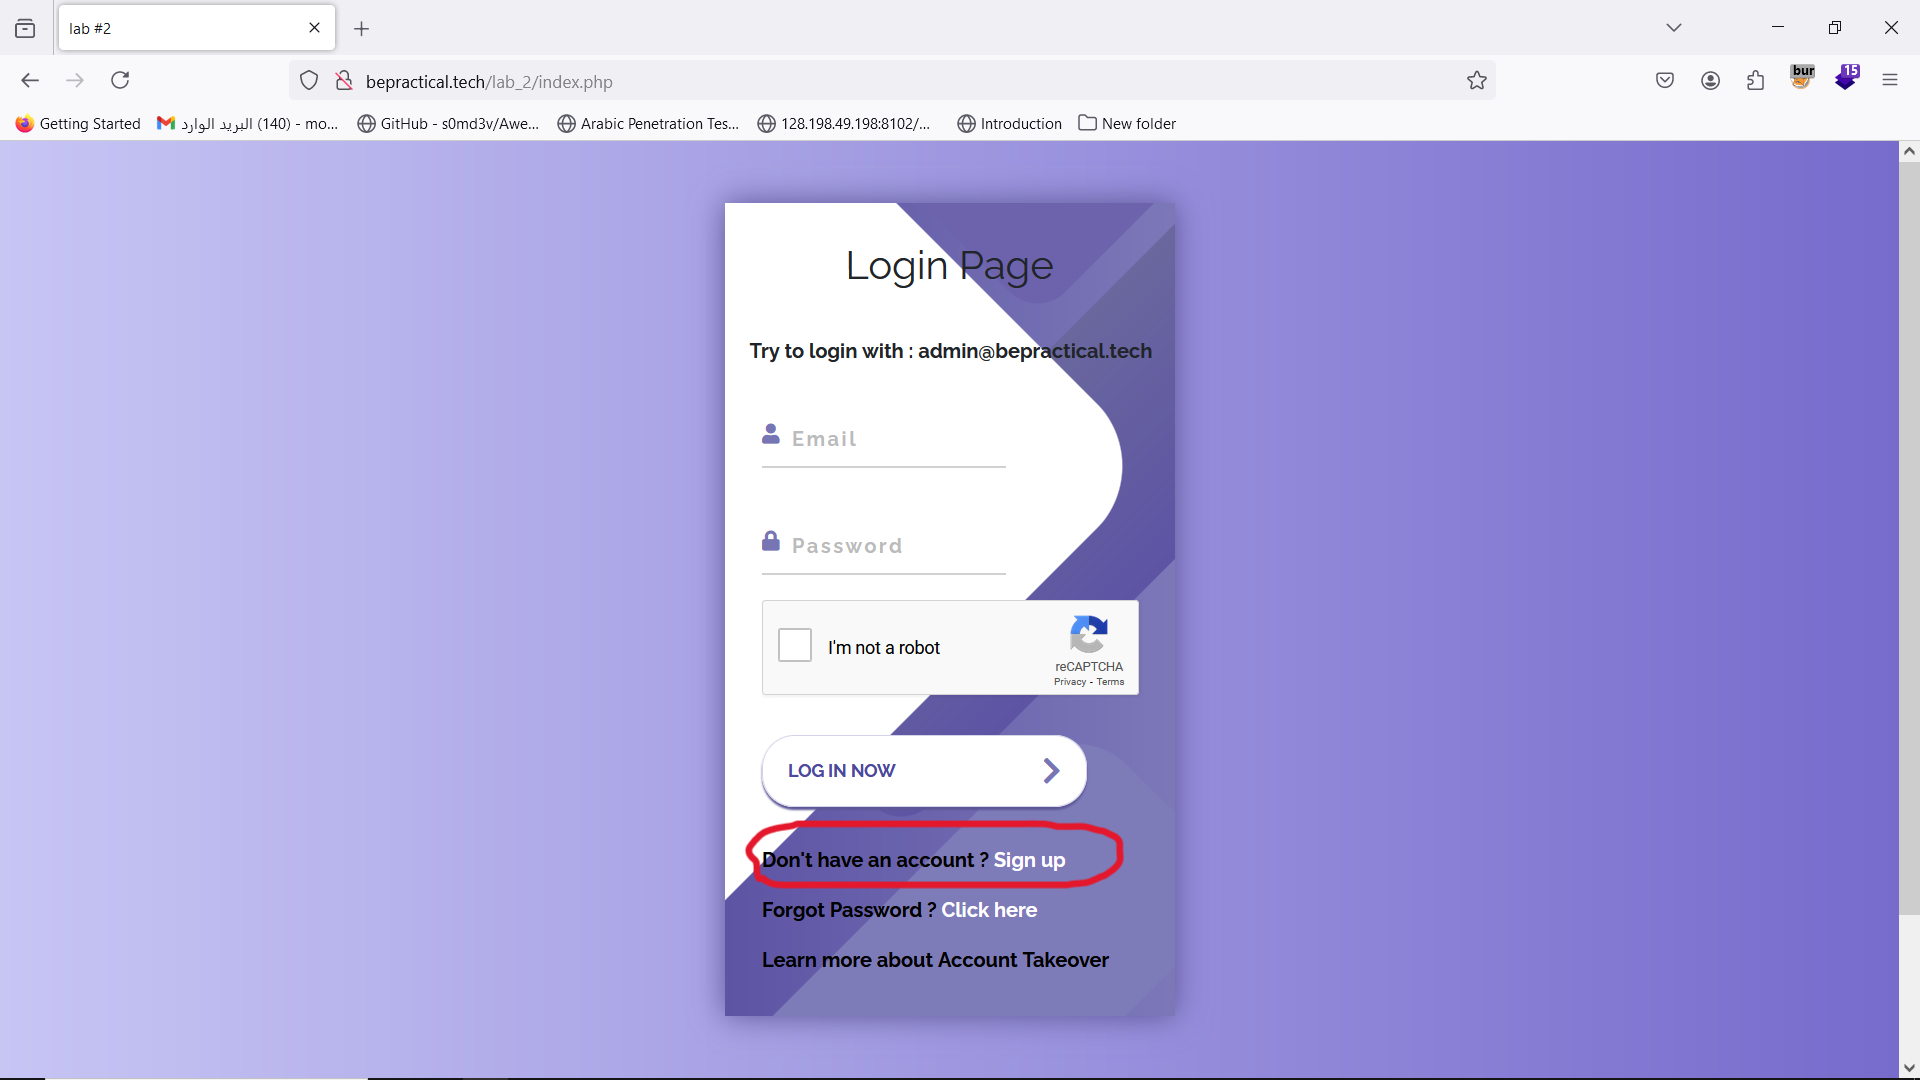 lab #2
bepractical.tech/lab_2/index.php
bur
15
Getting Started
البريد الوارد (140) - mo...
GitHub - s0md3v/Awe...
Arabic Penetration Tes...
128.198.49.198:8102/...
Introduction
New folder
Login Page
Try to login with : admin@bepractical.tech
Email
Password
I'm not a robot
reCAPTCHA
Privacy - Terms
LOG IN NOW
Don't have an account ? Sign up
Forgot Password ? Click here
Learn more about Account Takeover